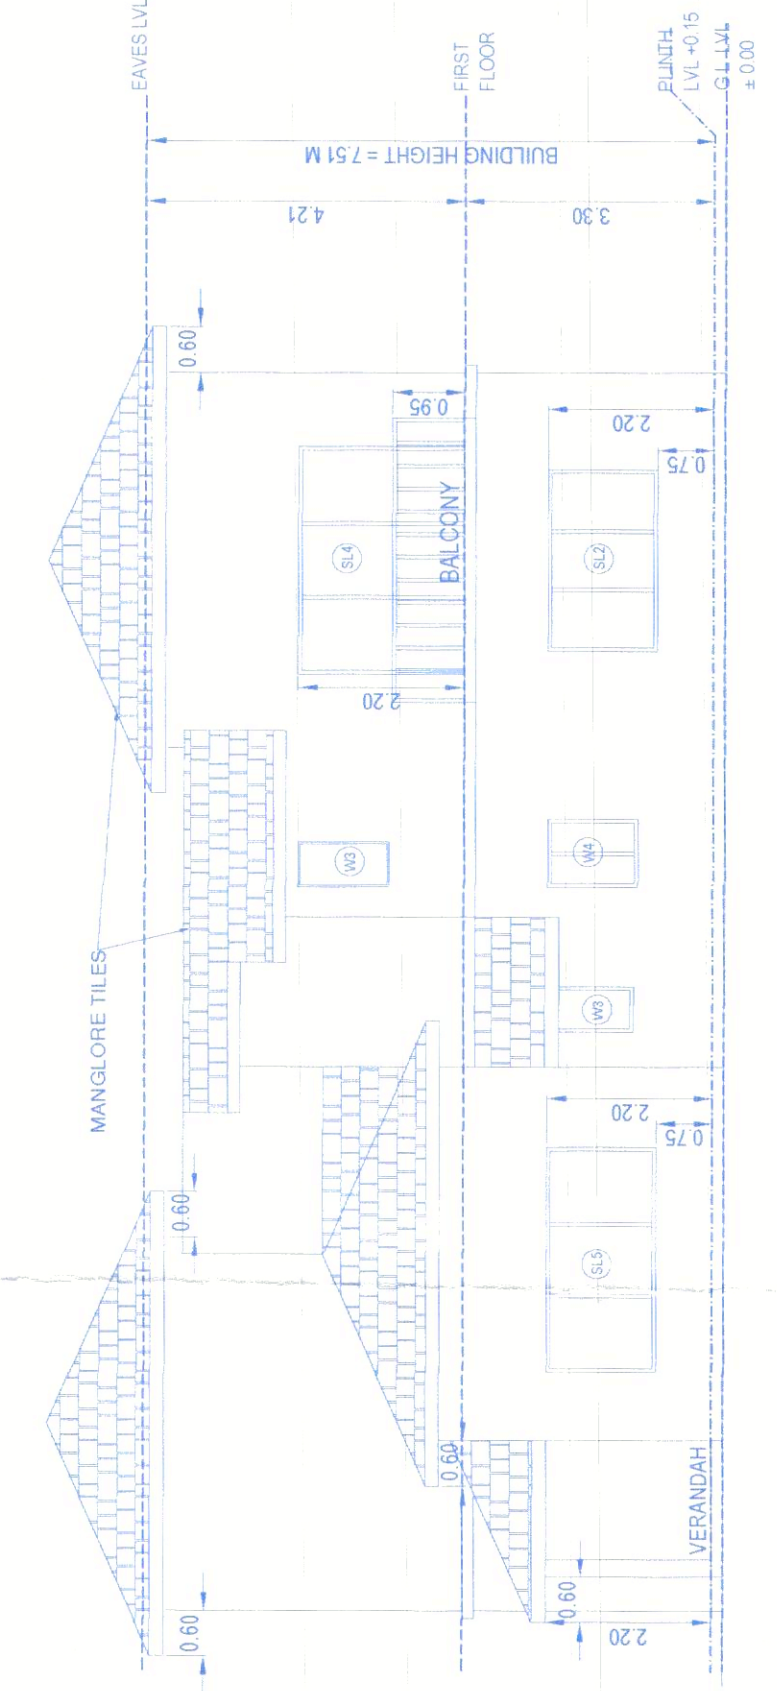 EAVES LVL
FIRST
FLOOR
PLINTH
LVL +0.15
G L LVL
± 0.00
BUILDING HEIGHT = 7.51 M
4.21
3.30
0.60
0.95
2.20
0.75
SL4
BALCONY
SL2
2.20
MANGLORE TILES
W3
W4
W3
2.20
0.75
0.60
SL5
0.60
VERANDAH
0.60
0.60
2.20